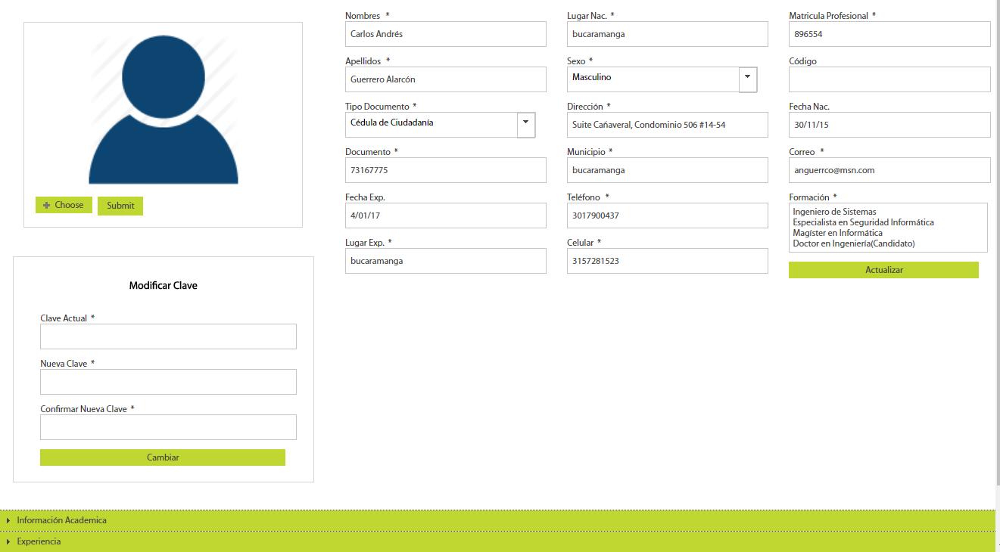 Choose
Submit
Modificar Clave
Clave Actual *
Nueva Clave *
Confirmar Nueva Clave *
Cambiar
Nombres *
Carlos Andrés
Apellidos *
Guerrero Alarcón
Tipo Documento *
Cédula de Ciudadanía
Documento *
73167775
Fecha Exp.
4/01/17
Lugar Exp. *
bucaramanga
Lugar Nac. *
bucaramanga
Sexo *
Masculino
Dirección *
Suite Cañaveral, Condominio 506 #14-54
Municipio *
bucaramanga
Teléfono *
3017900437
Celular *
3157281523
Matricula Profesional *
896554
Código
Fecha Nac.
30/11/15
Correo *
anguerrco@msn.com
Formación *
Ingeniero de Sistemas
Especialista en Seguridad Informática
Magíster en Informática
Doctor en Ingeniería(Candidato)
Actualizar
Información Academica
Experiencia